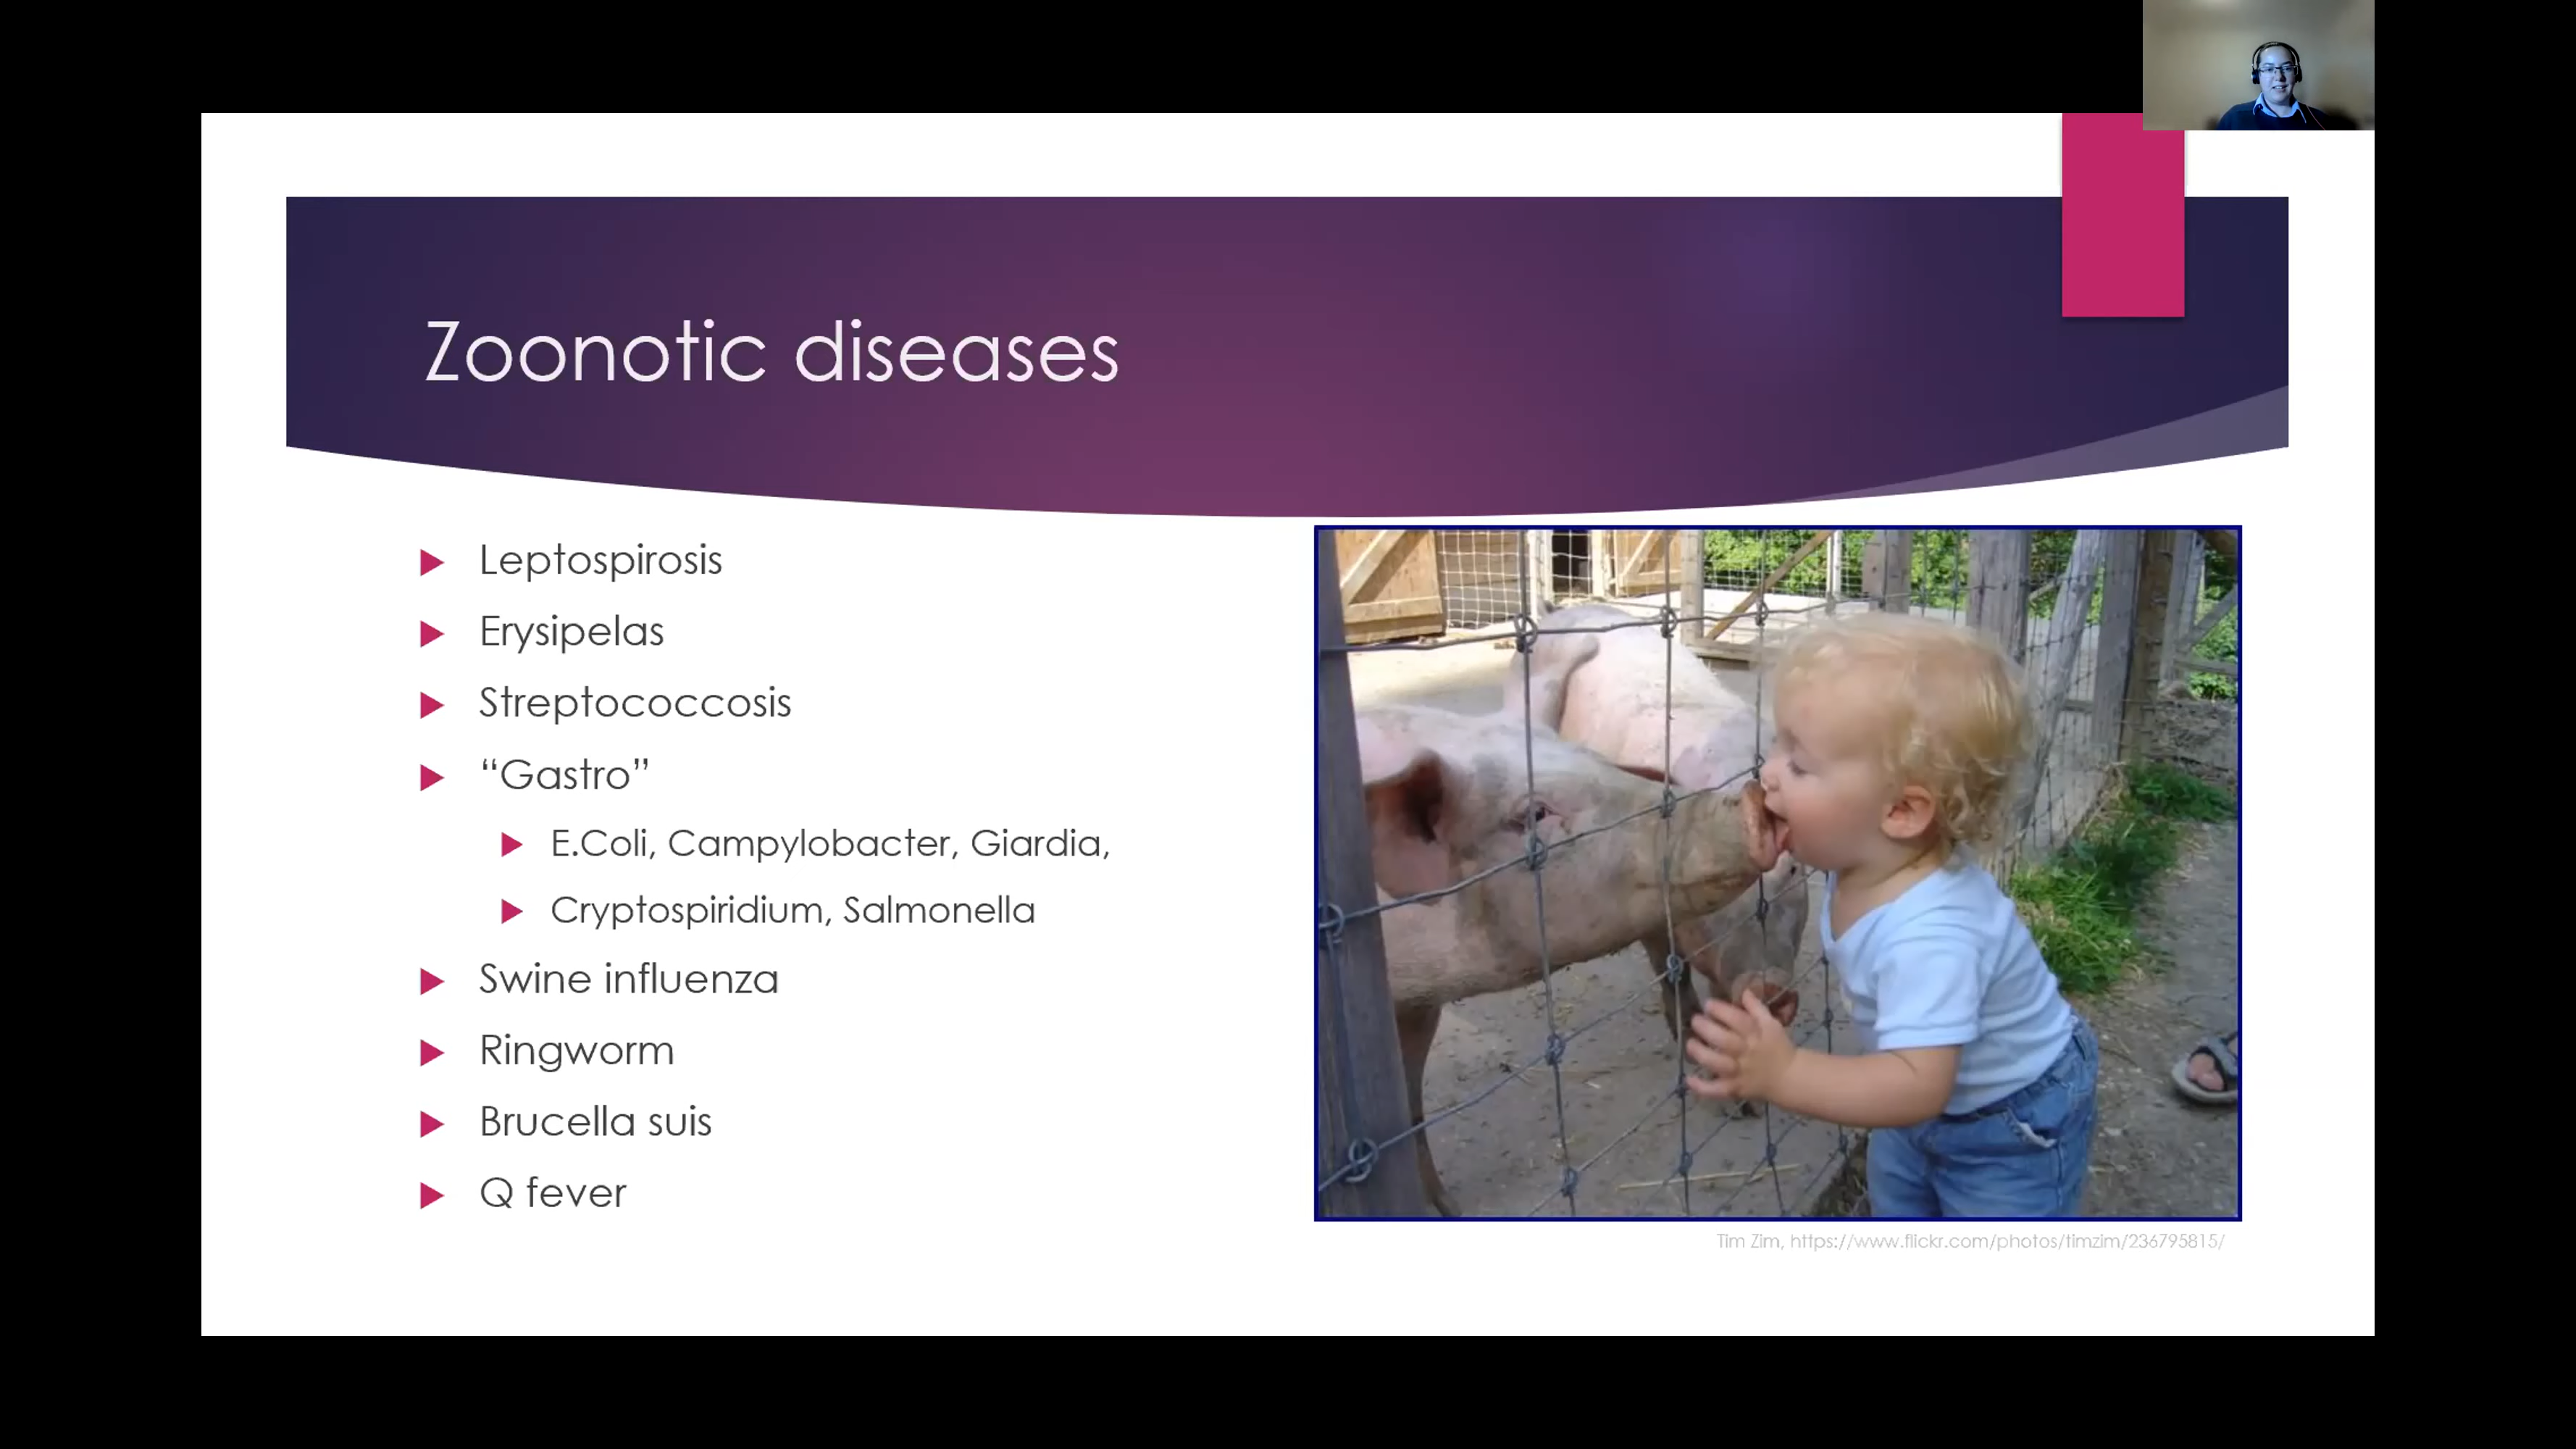 Zoonotic diseases
Leptospirosis
Erysipelas
Streptococcosis
“Gastro”
E.Coli, Campylobacter, Giardia,
Cryptospiridium, Salmonella
Swine influenza
Ringworm
Brucella suis
Q fever
Tim Zim, https://www.flickr.com/photos/timzim/236795815/